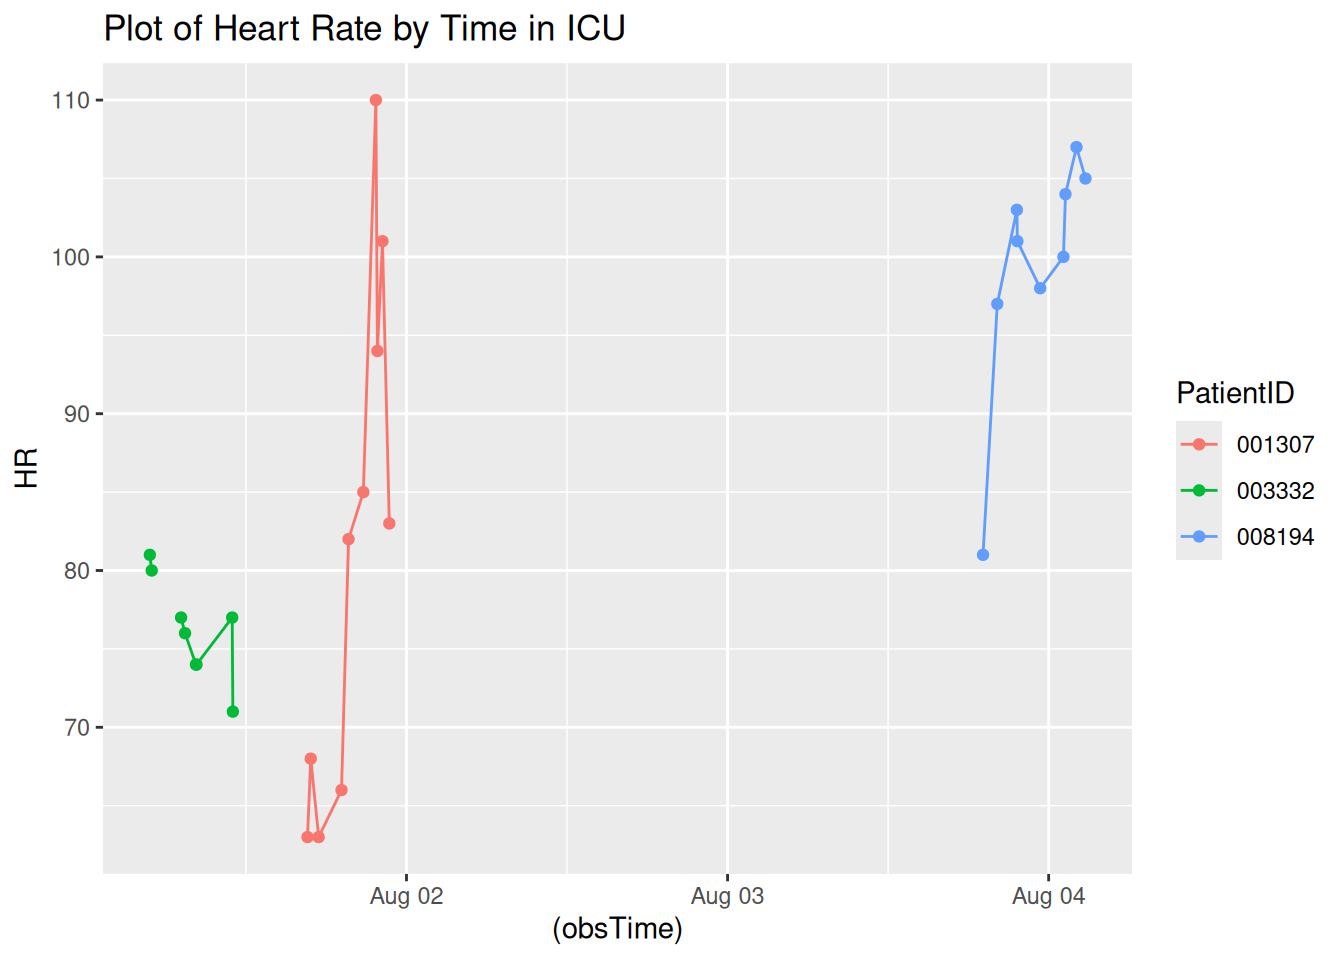 Plot of Heart Rate by Time in ICU
110
100
90
80
70
HR
Aug 02
Aug 03
Aug 04
(obsTime)
PatientID
001307
003332
008194